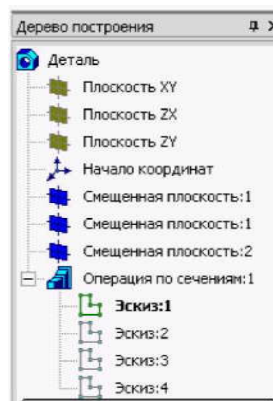 Дерево построения
Деталь
Плоскость XY
Плоскость ZX
Плоскость ZY
Начало координат
Смещенная плоскость:1
Смещенная плоскость:1
Смещенная плоскость:2
Операция по сечениям:1
Эскиз:1
Эскиз:2
Эскиз:3
Эскиз:4